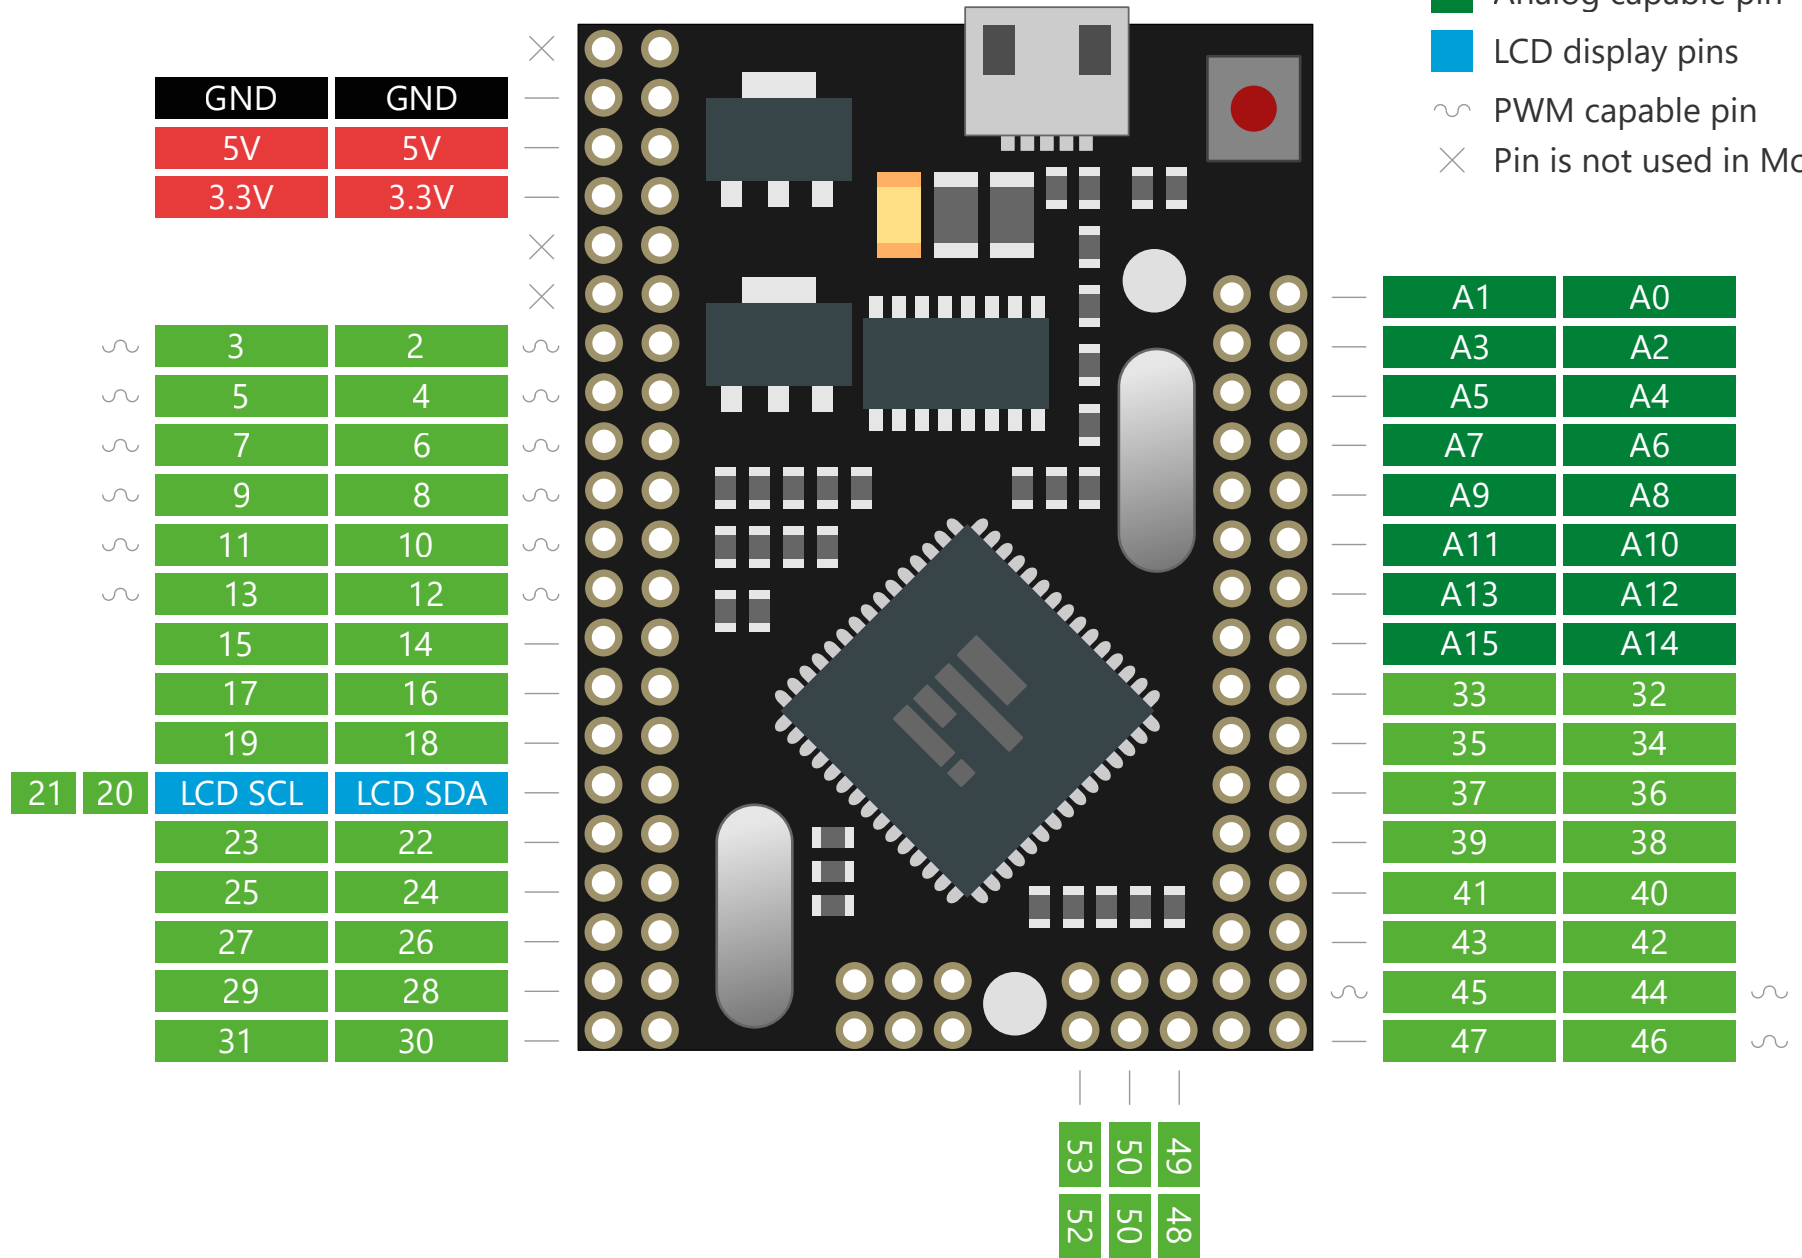 Analog capable pin
LCD display pins
PWM capable pin
Pin is not used in Mo
GND GND
5V 5V
3.3V 3.3V
A1 A0
3 2 A3 A2
5 4 A5 A4
7 6 A7 A6
9 8 A9 A8
11 10 A11 A10
13 12 A13 A12
15 14 A15 A14
17 16 33 32
19 18 35 34
21 20 LCD SCL LCD SDA 37 36
23 22 39 38
25 24 41 40
27 26 43 42
29 28 45 44
31 30 47 46
53 50 49
52 50 48